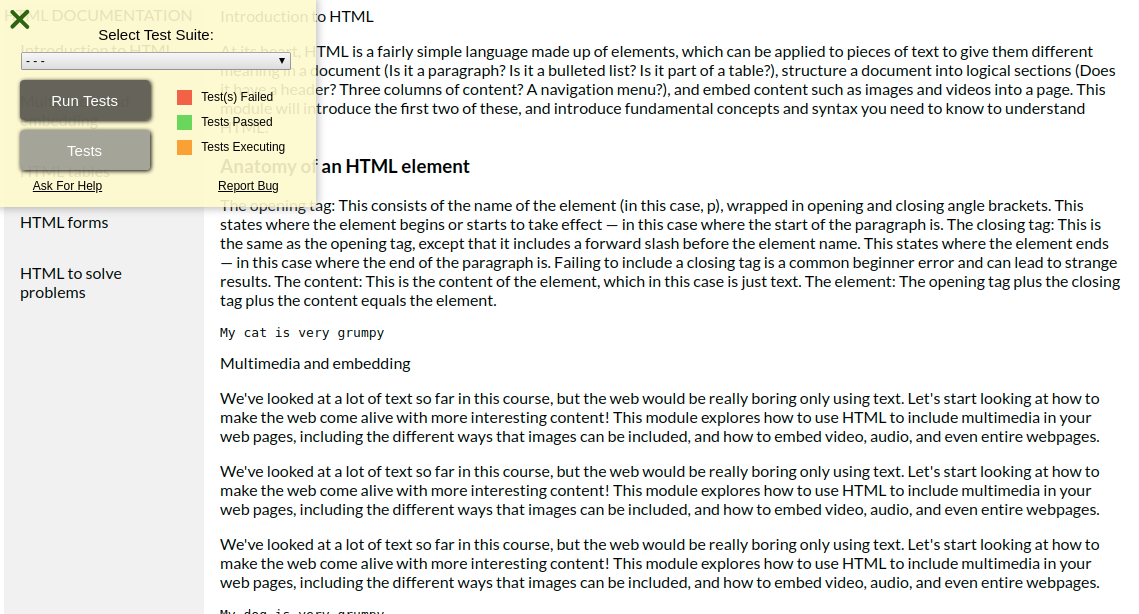 HTML DOCUMENTATION
Introduction to HTML
Select Test Suite:
- - -
Run Tests
Tests
Test(s) Failed
Tests Passed
Tests Executing
Ask For Help
Report Bug
HTML tables
HTML forms
HTML to solve
problems
Introduction to HTML
At its heart, HTML is a fairly simple language made up of elements, which can be applied to pieces of text to give them different
meaning in a document (Is it a paragraph? Is it a bulleted list? Is it part of a table?), structure a document into logical sections (Does
it have a header? Three columns of content? A navigation menu?), and embed content such as images and videos into a page. This
module will introduce the first two of these, and introduce fundamental concepts and syntax you need to know to understand
HTML.
Anatomy of an HTML element
The opening tag: This consists of the name of the element (in this case, p), wrapped in opening and closing angle brackets. This
states where the element begins or starts to take effect — in this case where the start of the paragraph is. The closing tag: This is
the same as the opening tag, except that it includes a forward slash before the element name. This states where the element ends
— in this case where the end of the paragraph is. Failing to include a closing tag is a common beginner error and can lead to strange
results. The content: This is the content of the element, which in this case is just text. The element: The opening tag plus the closing
tag plus the content equals the element.
My cat is very grumpy
Multimedia and embedding
We've looked at a lot of text so far in this course, but the web would be really boring only using text. Let's start looking at how to
make the web come alive with more interesting content! This module explores how to use HTML to include multimedia in your
web pages, including the different ways that images can be included, and how to embed video, audio, and even entire webpages.
We've looked at a lot of text so far in this course, but the web would be really boring only using text. Let's start looking at how to
make the web come alive with more interesting content! This module explores how to use HTML to include multimedia in your
web pages, including the different ways that images can be included, and how to embed video, audio, and even entire webpages.
We've looked at a lot of text so far in this course, but the web would be really boring only using text. Let's start looking at how to
make the web come alive with more interesting content! This module explores how to use HTML to include multimedia in your
web pages, including the different ways that images can be included, and how to embed video, audio, and even entire webpages.
My dog is very grumpy